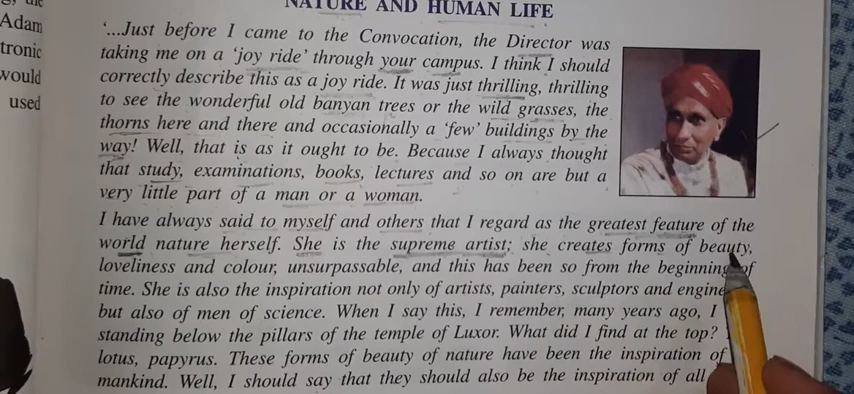 Adam
tronic
would
used
NATURE AND HUMAN LIFE
‘...Just before I came to the Convocation, the Director was
taking me on a ‘joy ride’ through your campus. I think I should
correctly describe this as a joy ride. It was just thrilling, thrilling
to see the wonderful old banyan trees or the wild grasses, the
thorns here and there and occasionally a ‘few’ buildings by the
way! Well, that is as it ought to be. Because I always thought
that study, examinations, books, lectures and so on are but a
very little part of a man or a woman.
I have always said to myself and others that I regard as the greatest feature of the
world nature herself. She is the supreme artist; she creates forms of beauty,
loveliness and colour, unsurpassable, and this has been so from the beginning of
time. She is also the inspiration not only of artists, painters, sculptors and
but also of men of science. When I say this, I remember, many years ago, I
standing below the pillars of the temple of Luxor. What did I find at the top?
lotus, papyrus. These forms of beauty of nature have been the inspiration of
mankind. Well, I should say that they should also be the inspiration of all